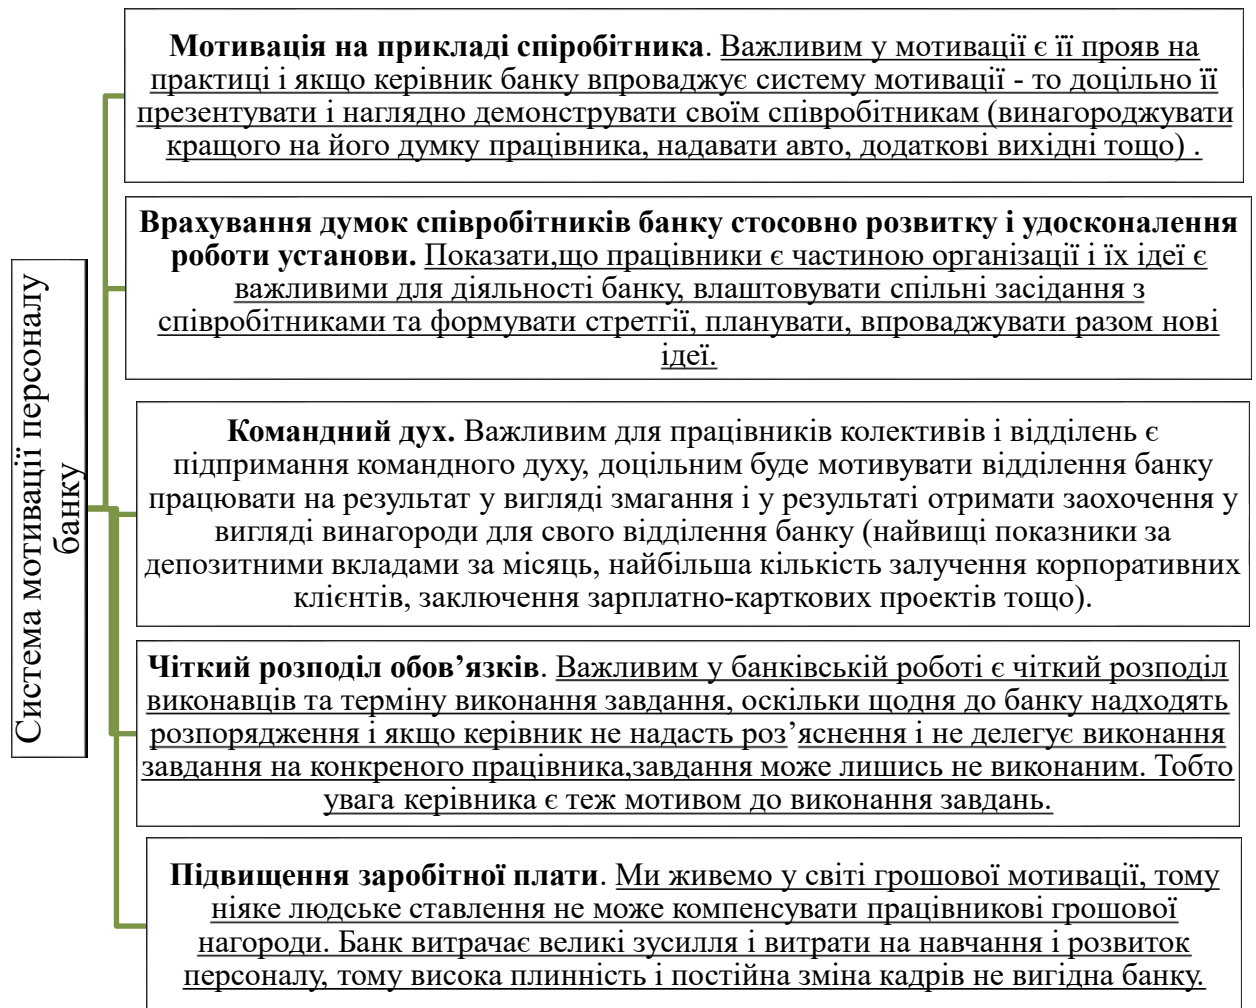 Система мотивації персоналу
банку
Мотивація на прикладі спіробітника. Важливим у мотивації є її прояв на
практиці і якщо керівник банку впроваджує систему мотивації - то доцільно її
презентувати і наглядно демонструвати своїм співробітникам (винагороджувати
кращого на його думку працівника, надавати авто, додаткові вихідні тощо) .
Врахування думок співробітників банку стосовно розвитку і удосконалення
роботи установи. Показати,що працівники є частиною організації і їх ідеї є
важливими для діяльності банку, влаштовувати спільні засідання з
співробітниками та формувати стретгії, планувати, впроваджувати разом нові
ідеї.
Командний дух. Важливим для працівників колективів і відділень є
підпримання командного духу, доцільним буде мотивувати відділення банку
працювати на результат у вигляді змагання і у результаті отримати заохочення у
вигляді винагороди для свого відділення банку (найвищі показники за
депозитними вкладами за місяць, найбільша кількість залучення корпоративних
клієнтів, заключення зарплатно-карткових проектів тощо).
Чіткий розподіл обов’язків. Важливим у банківській роботі є чіткий розподіл
виконавців та терміну виконання завдання, оскільки щодня до банку надходять
розпорядження і якщо керівник не надасть роз’яснення і не делегує виконання
завдання на конкреного працівника,завдання може лишись не виконаним. Тобто
увага керівника є теж мотивом до виконання завдань.
Підвищення заробітної плати. Ми живемо у світі грошової мотивації, тому
ніяке людське ставлення не може компенсувати працівникові грошової
нагороди. Банк витрачає великі зусилля і витрати на навчання і розвиток
персоналу, тому висока плинність і постійна зміна кадрів не вигідна банку.